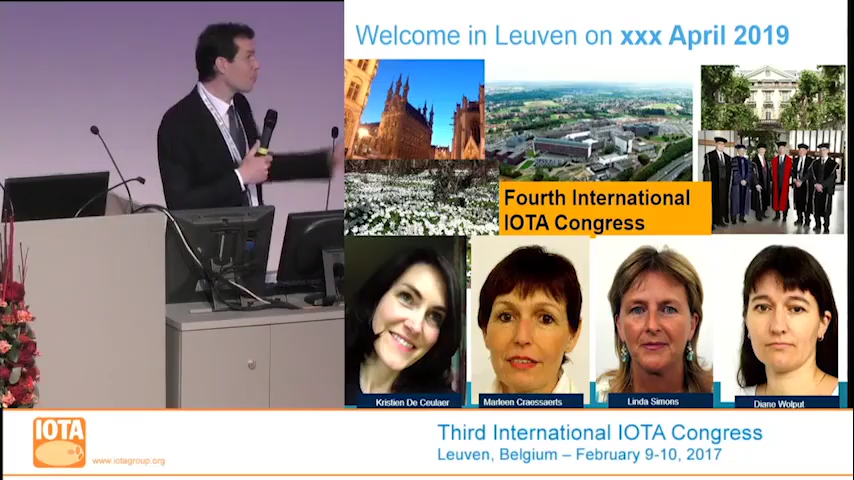 Welcome in Leuven on xxx April 2019
Fourth International
IOTA Congress
Kristien De Ceulaer
Marleen Craessaerts
Linda Simons
Diane Wolput
IOTA
www.iotagroup.org
Third International IOTA Congress
Leuven, Belgium – February 9-10, 2017